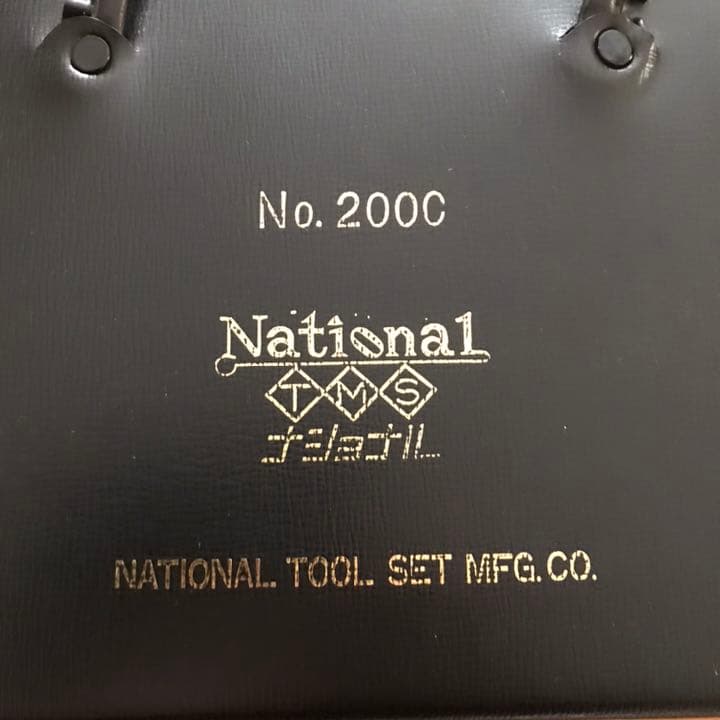 No. 200C
National
TMS
ナショナル
NATIONAL TOOL SET MFG. CO.